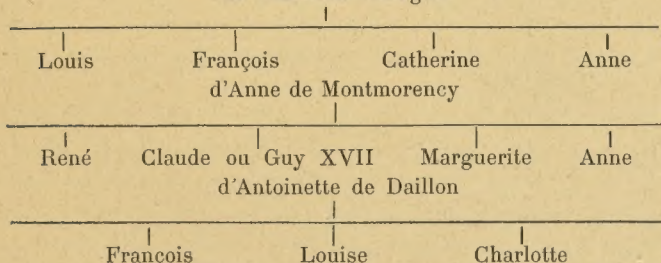 Louis François Catherine Anne
d'Anne de Montmorency
René Claude ou Guy XVII Marguerite Anne
d'Antoinette de Daillon
François Louise Charlotte